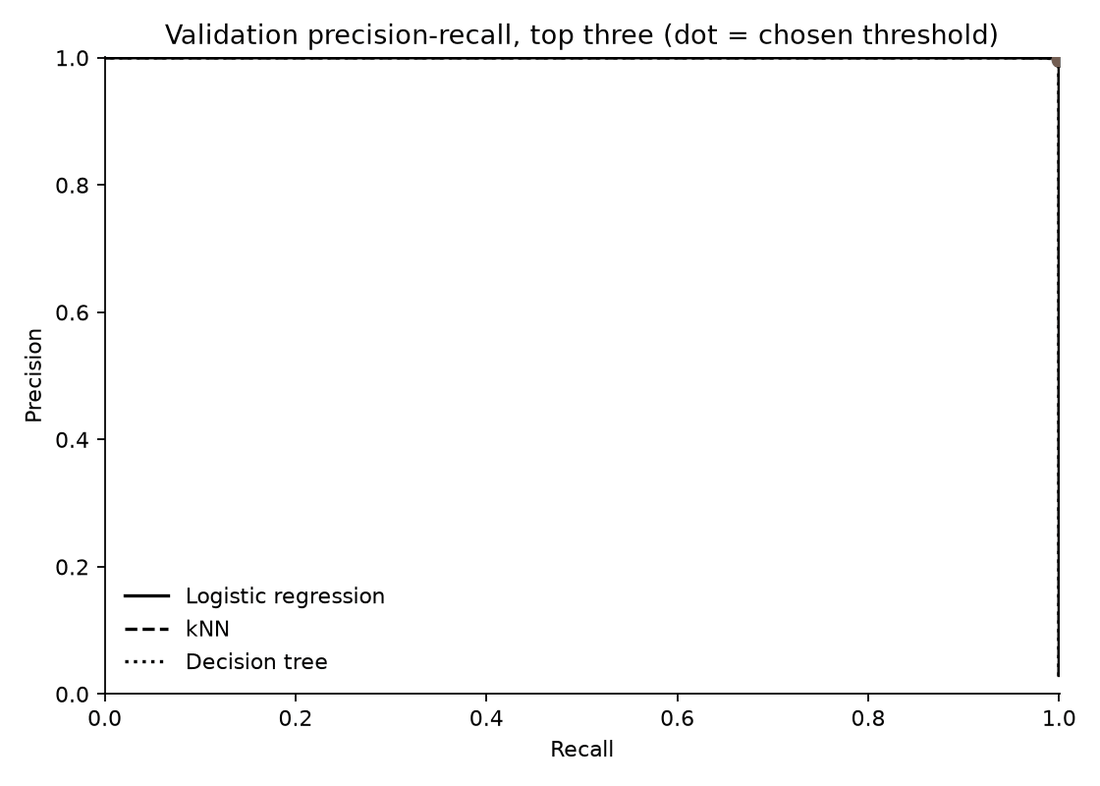 Validation precision-recall, top three (dot = chosen threshold)
1.0
0.8
0.6
0.4
0.2
0.0
Precision
Logistic regression
kNN
Decision tree
0.0 0.2 0.4 0.6 0.8 1.0
Recall